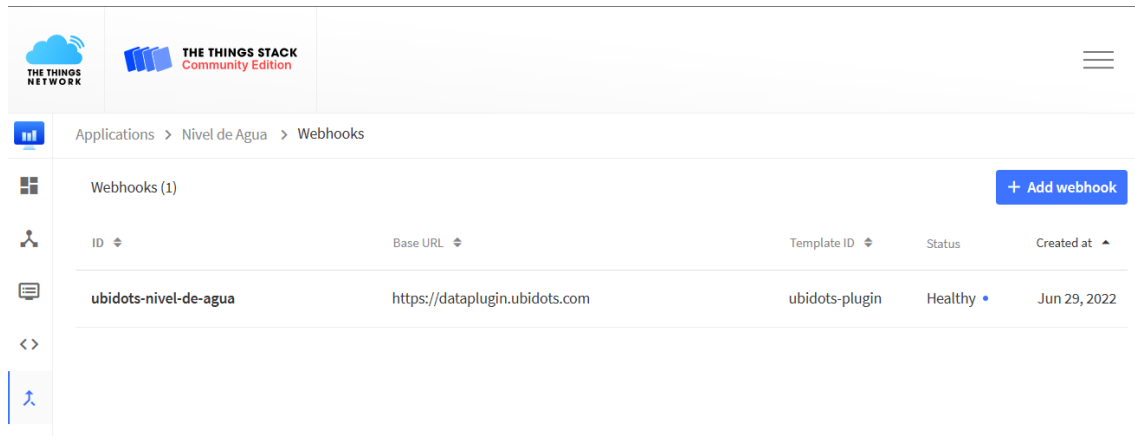 THE THINGS
NETWORK
THE THINGS STACK
Community Edition
Applications > Nivel de Agua > Webhooks
Webhooks (1)
+ Add webhook
ID Base URL Template ID Status Created at
ubidots-nivel-de-agua https://dataplugin.ubidots.com ubidots-plugin Healthy Jun 29, 2022